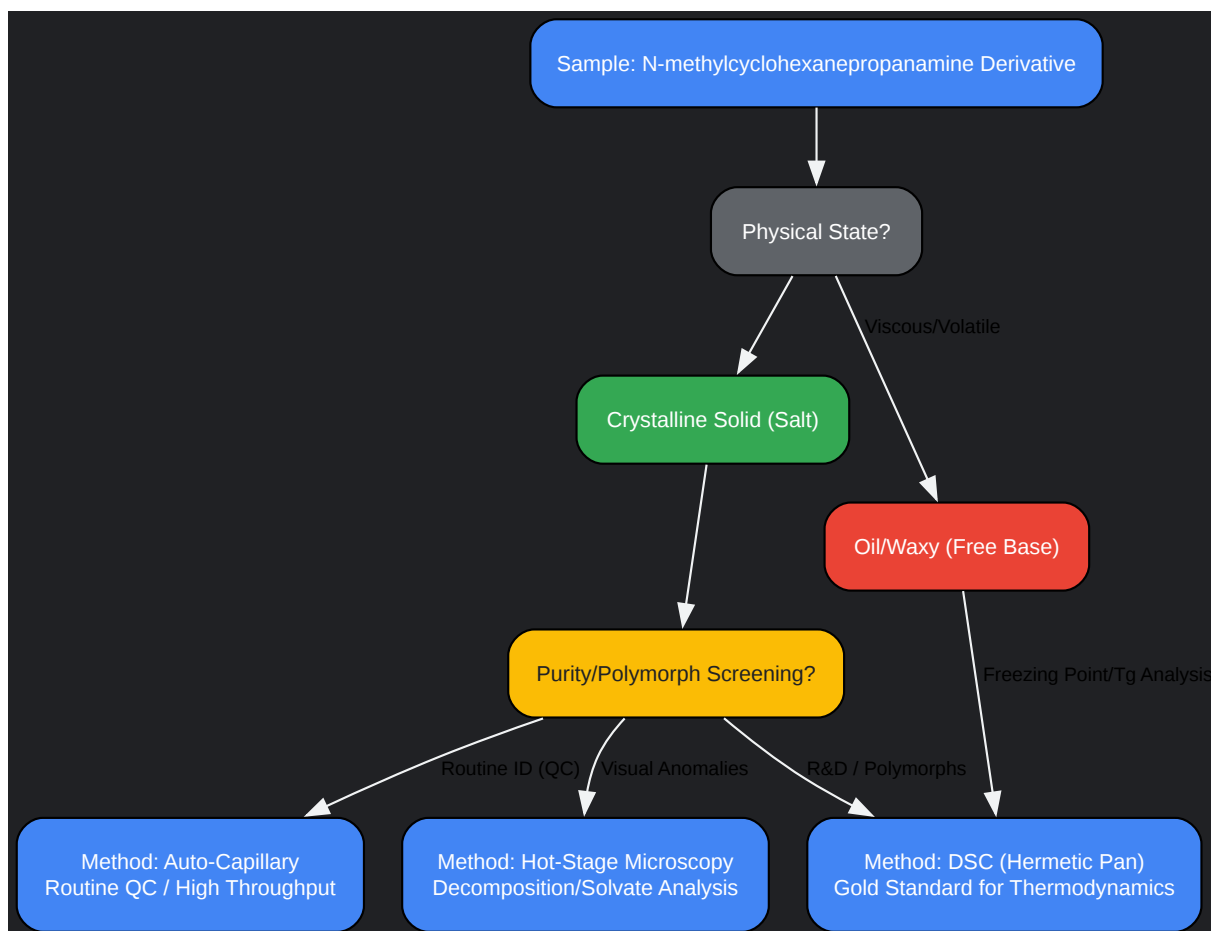 Sample: N-methylcyclohexanepropanamine Derivative
Physical State?
Viscous/Volatile
Crystalline Solid (Salt)
Oil/Waxy (Free Base)
Purity/Polymorph Screening?
Freezing Point/Tg Analysis
Routine ID (QC)
Visual Anomalies
R&D / Polymorphs
Method: Auto-Capillary
Routine QC / High Throughput
Method: Hot-Stage Microscopy
Decomposition/Solvate Analysis
Method: DSC (Hermetic Pan)
Gold Standard for Thermodynamics